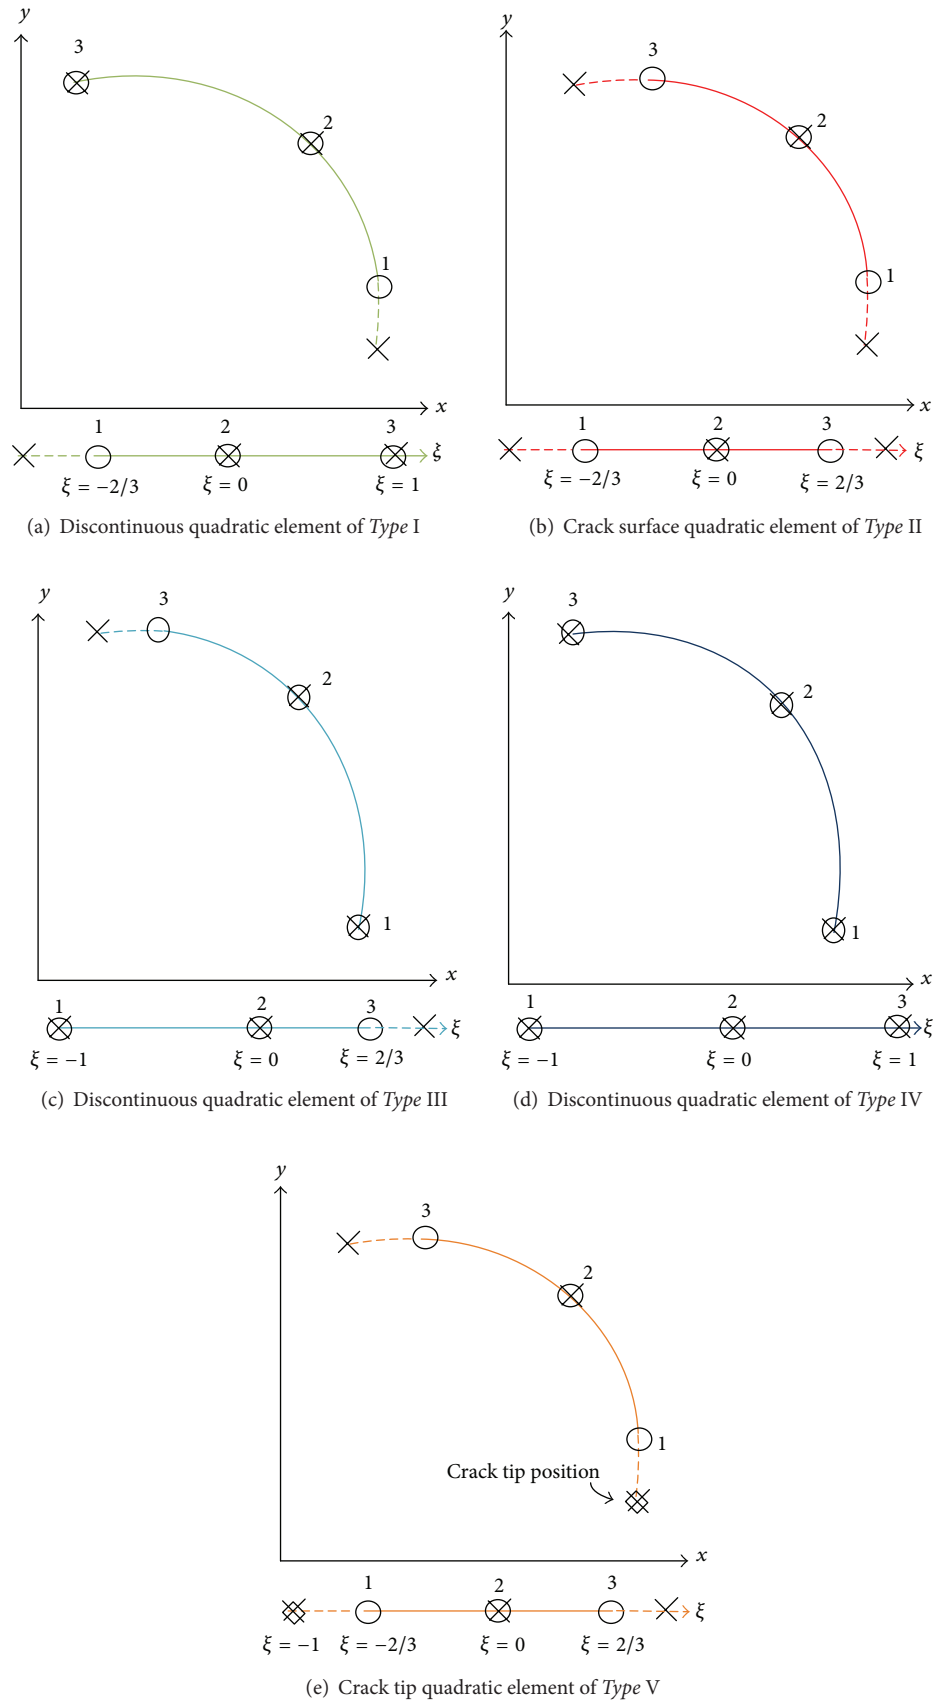 y
3
2
1
x
1
2
3
ξ
ξ = −2/3
ξ = 0
ξ = 1
(a) Discontinuous quadratic element of Type I
y
3
2
1
x
1
2
3
ξ
ξ = −2/3
ξ = 0
ξ = 2/3
(b) Crack surface quadratic element of Type II
y
3
2
1
x
1
2
3
ξ
ξ = −1
ξ = 0
ξ = 2/3
(c) Discontinuous quadratic element of Type III
y
3
2
1
x
1
2
3
ξ
ξ = −1
ξ = 0
ξ = 1
(d) Discontinuous quadratic element of Type IV
y
3
2
1
Crack tip position
x
1
2
3
ξ
ξ = −1
ξ = −2/3
ξ = 0
ξ = 2/3
(e) Crack tip quadratic element of Type V